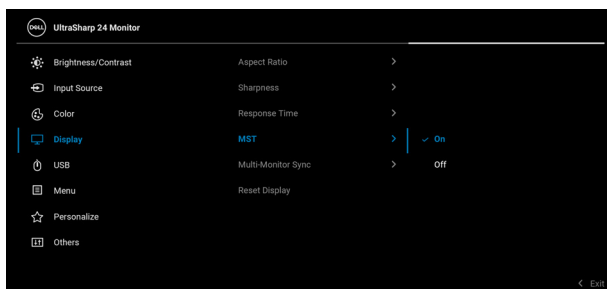 DELL UltraSharp 24 Monitor
Brightness/Contrast Aspect Ratio
Input Source Sharpness
Color Response Time
Display MST On
USB Multi-Monitor Sync Off
Menu Reset Display
Personalize
Others
Exit